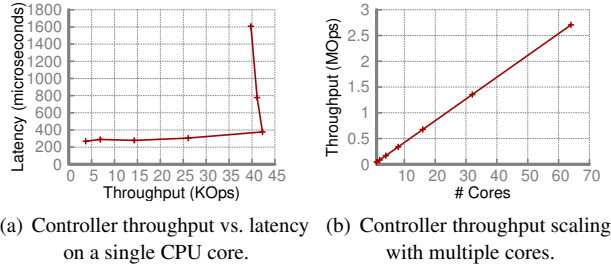 1800
1600
1400
1200
1000
800
600
400
200
0
Latency (microseconds)
0 5 10 15 20 25 30 35 40 45
Throughput (KOps)
3
2.5
2
1.5
1
0.5
0
Throughput (MOps)
10 20 30 40 50 60 70
# Cores
(a) Controller throughput vs. latency
on a single CPU core.
(b) Controller throughput scaling
with multiple cores.